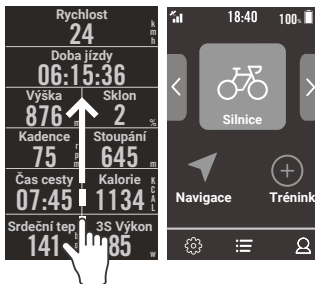 Rychlost
24 kmh
Doba jízdy
06:15:36
Výška Sklon
876 m 2 %
Kadence Stoupání
75 rpm 645 m
Čas cesty Kalorie
07:45 1134 KCAL
Srdeční tep 3S Výkon
141 85 w
18:40 100%
Silnice
Navigace Trénink